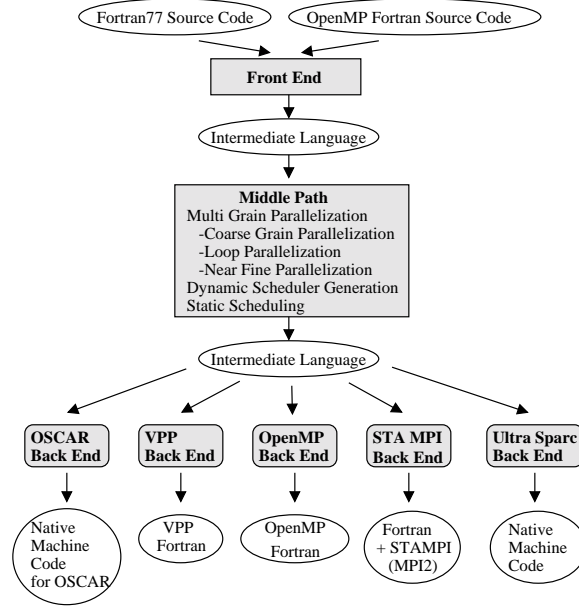 Fortran77 Source Code
OpenMP Fortran Source Code
Front End
Intermediate Language
Middle Path
Multi Grain Parallelization
-Coarse Grain Parallelization
-Loop Parallelization
-Near Fine Parallelization
Dynamic Scheduler Generation
Static Scheduling
Intermediate Language
OSCAR
Back End
VPP
Back End
OpenMP
Back End
STA MPI
Back End
Ultra Sparc
Back End
Native
Machine
Code
for OSCAR
VPP
Fortran
OpenMP
Fortran
Fortran
+ STAMPI
(MPI2)
Native
Machine
Code